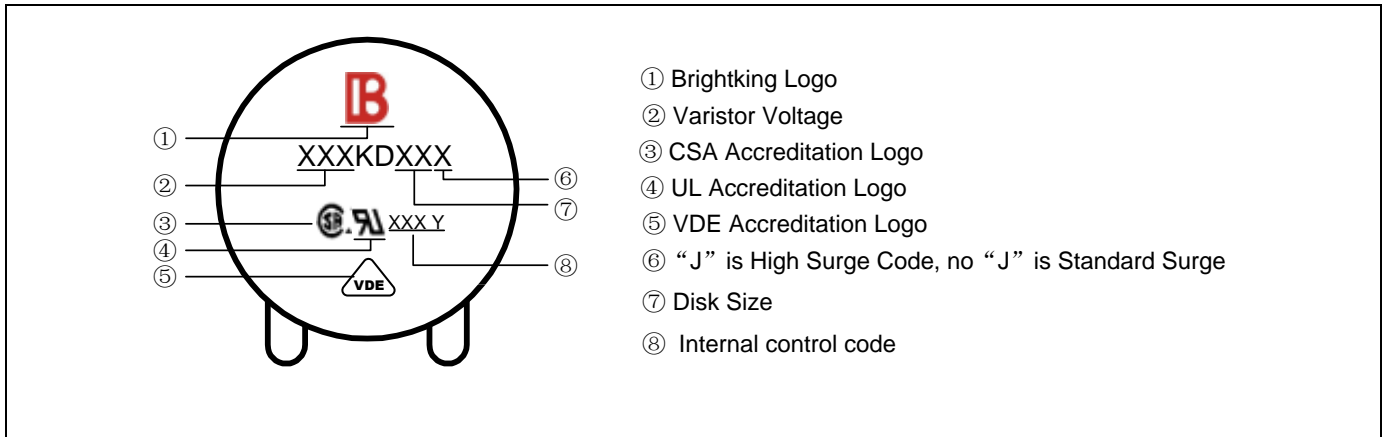 B
①
XXXKDXXX
②
⑥
⑦
③
SA
.
RU
XXX Y
④
⑧
⑤
VDE
① Brightking Logo
② Varistor Voltage
③ CSA Accreditation Logo
④ UL Accreditation Logo
⑤ VDE Accreditation Logo
⑥ “J” is High Surge Code, no “J” is Standard Surge
⑦ Disk Size
⑧ Internal control code